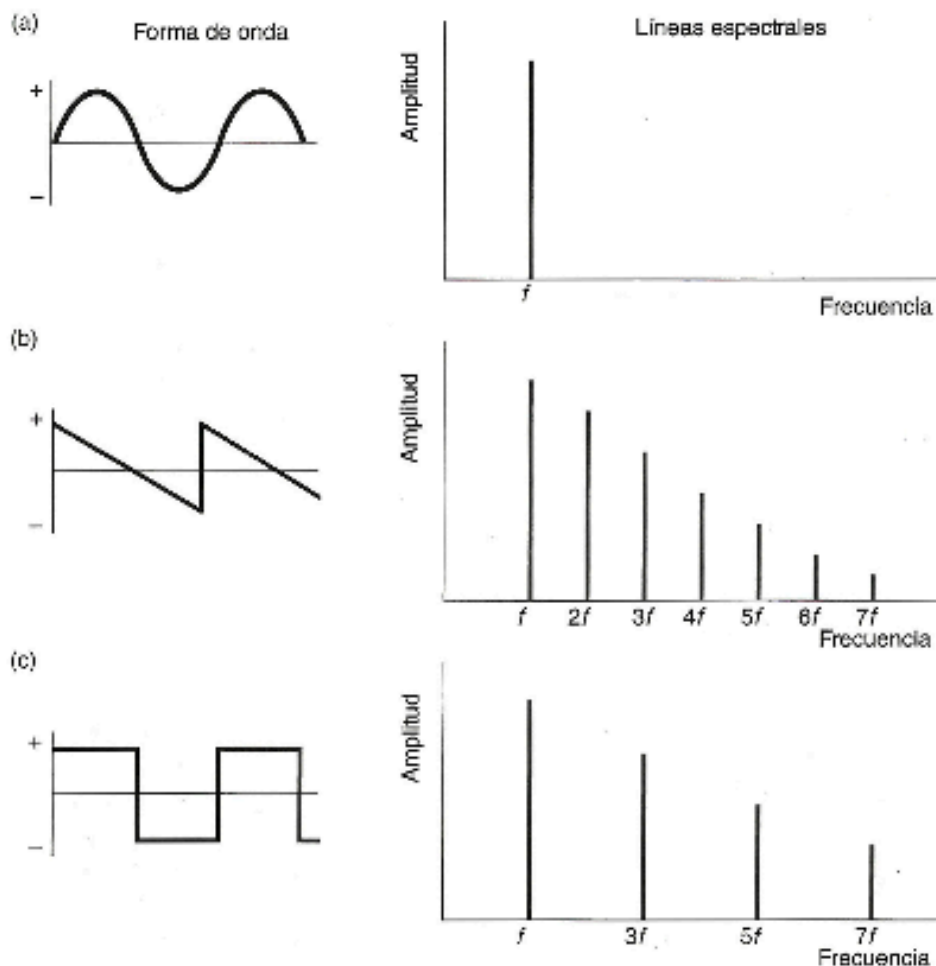 (a)
Forma de onda
Líneas espectrales
+
−
Amplitud
f
Frecuencia
(b)
+
−
Amplitud
f 2f 3f 4f 5f 6f 7f
Frecuencia
(c)
+
−
Amplitud
f 3f 5f 7f
Frecuencia